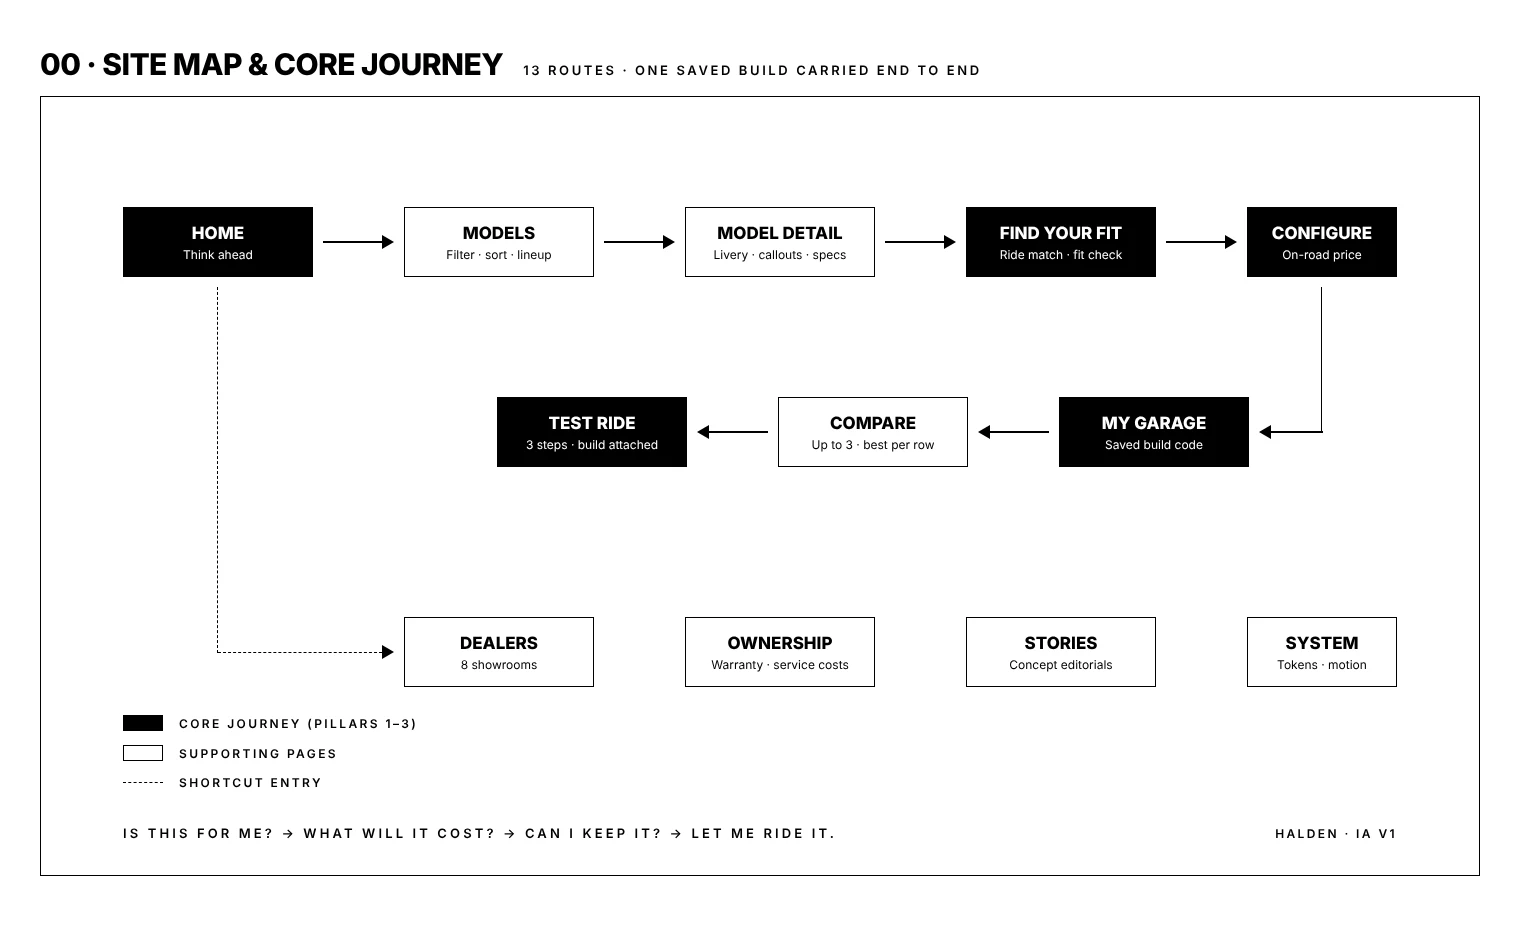 00 · SITE MAP & CORE JOURNEY
13 ROUTES · ONE SAVED BUILD CARRIED END TO END
HOME
Think ahead
MODELS
Filter · sort · lineup
MODEL DETAIL
Livery · callouts · specs
FIND YOUR FIT
Ride match · fit check
CONFIGURE
On-road price
TEST RIDE
3 steps · build attached
COMPARE
Up to 3 · best per row
MY GARAGE
Saved build code
DEALERS
8 showrooms
OWNERSHIP
Warranty · service costs
STORIES
Concept editorials
SYSTEM
Tokens · motion
CORE JOURNEY (PILLARS 1–3)
SUPPORTING PAGES
SHORTCUT ENTRY
IS THIS FOR ME? → WHAT WILL IT COST? → CAN I KEEP IT? → LET ME RIDE IT.
HALDEN · IA V1